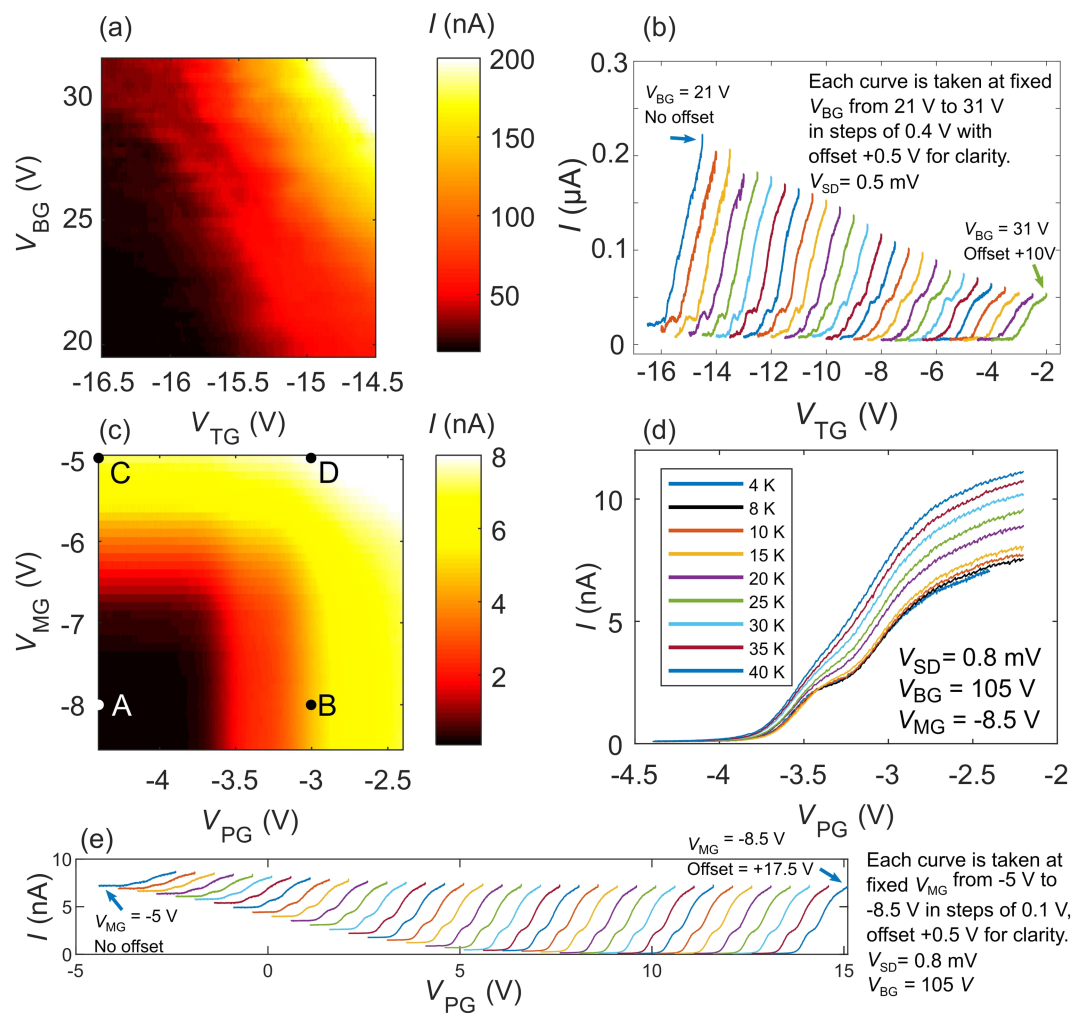 (a)
I (nA)
200
150
100
50
30
25
20
V_BG (V)
-16.5
-16
-15.5
-15
-14.5
V_TG (V)
(b)
0.3
0.2
0.1
0
I (µA)
V_BG = 21 V
No offset
Each curve is taken at fixed
V_BG from 21 V to 31 V
in steps of 0.4 V with
offset +0.5 V for clarity.
V_SD= 0.5 mV
V_BG = 31 V
Offset +10V
-16
-14
-12
-10
-8
-6
-4
-2
V_TG (V)
(c)
I (nA)
8
6
4
2
-5
-6
-7
-8
V_MG (V)
C
D
A
B
-4
-3.5
-3
-2.5
V_PG (V)
(d)
10
5
0
I (nA)
4 K
8 K
10 K
15 K
20 K
25 K
30 K
35 K
40 K
V_SD= 0.8 mV
V_BG = 105 V
V_MG = -8.5 V
-4.5
-4
-3.5
-3
-2.5
-2
V_PG (V)
(e)
10
5
0
I (nA)
V_MG = -5 V
No offset
V_MG = -8.5 V
Offset = +17.5 V
-5
0
5
10
15
V_PG (V)
Each curve is taken at
fixed V_MG from -5 V to
-8.5 V in steps of 0.1 V,
offset +0.5 V for clarity.
V_SD= 0.8 mV
V_BG = 105 V